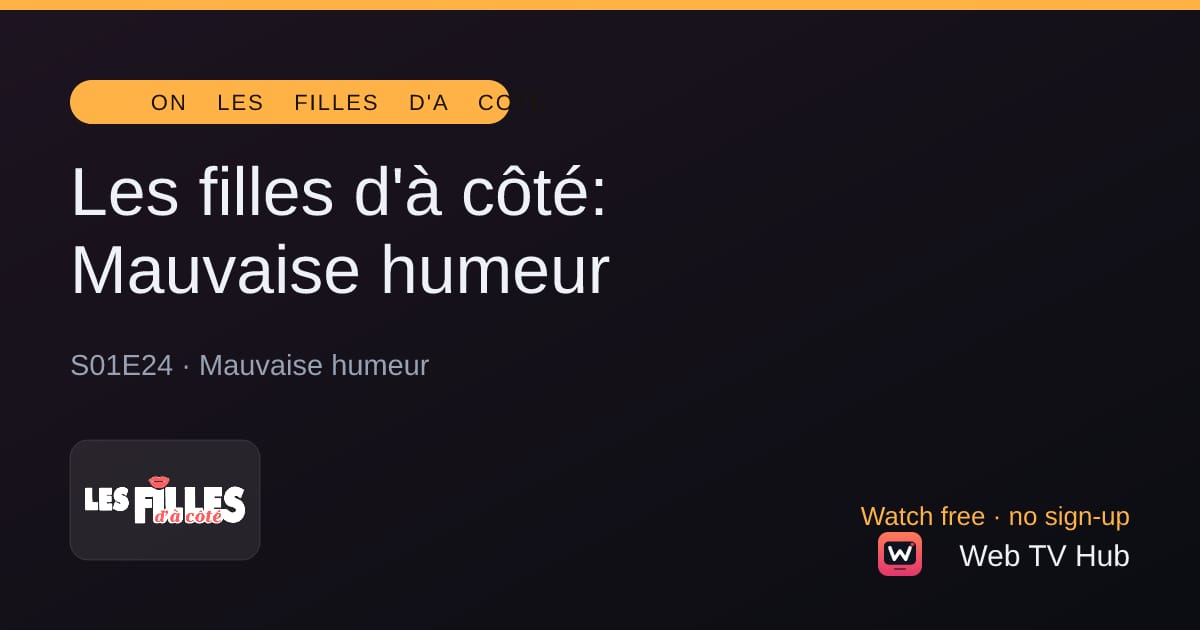 ON LES FILLES D'A CO
Les filles d'à côté:
Mauvaise humeur
S01E24 · Mauvaise humeur
LES FILLES
d'à côté
Watch free · no sign-up
W
Web TV Hub